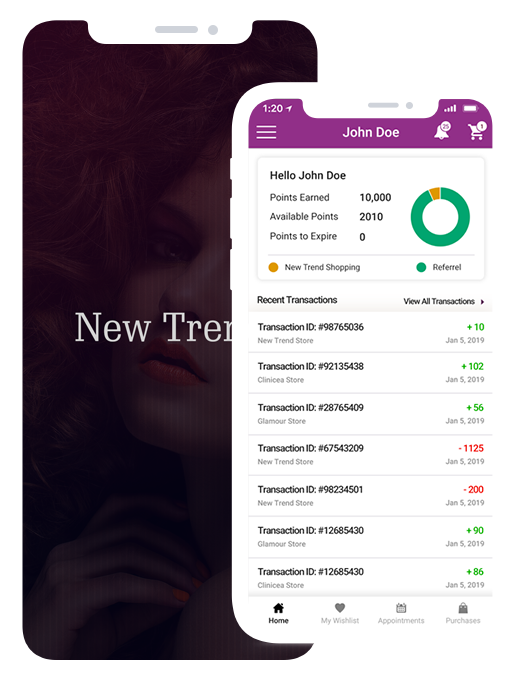 New Tren
1:20
John Doe
25
1
Hello John Doe
Points Earned 10,000
Available Points 2010
Points to Expire 0
New Trend Shopping Referrel
Recent Transactions View All Transactions
Transaction ID: #98765036 + 10
New Trend Store Jan 5, 2019
Transaction ID: #92135438 + 102
Clinicea Store Jan 5, 2019
Transaction ID: #28765409 + 56
Glamour Store Jan 5, 2019
Transaction ID: #67543209 - 1125
New Trend Store Jan 5, 2019
Transaction ID: #98234501 - 200
New Trend Store Jan 5, 2019
Transaction ID: #12685430 + 90
Glamour Store Jan 5, 2019
Transaction ID: #12685430 + 86
Clinicea Store Jan 5, 2019
Home My Wishlist Appointments Purchases